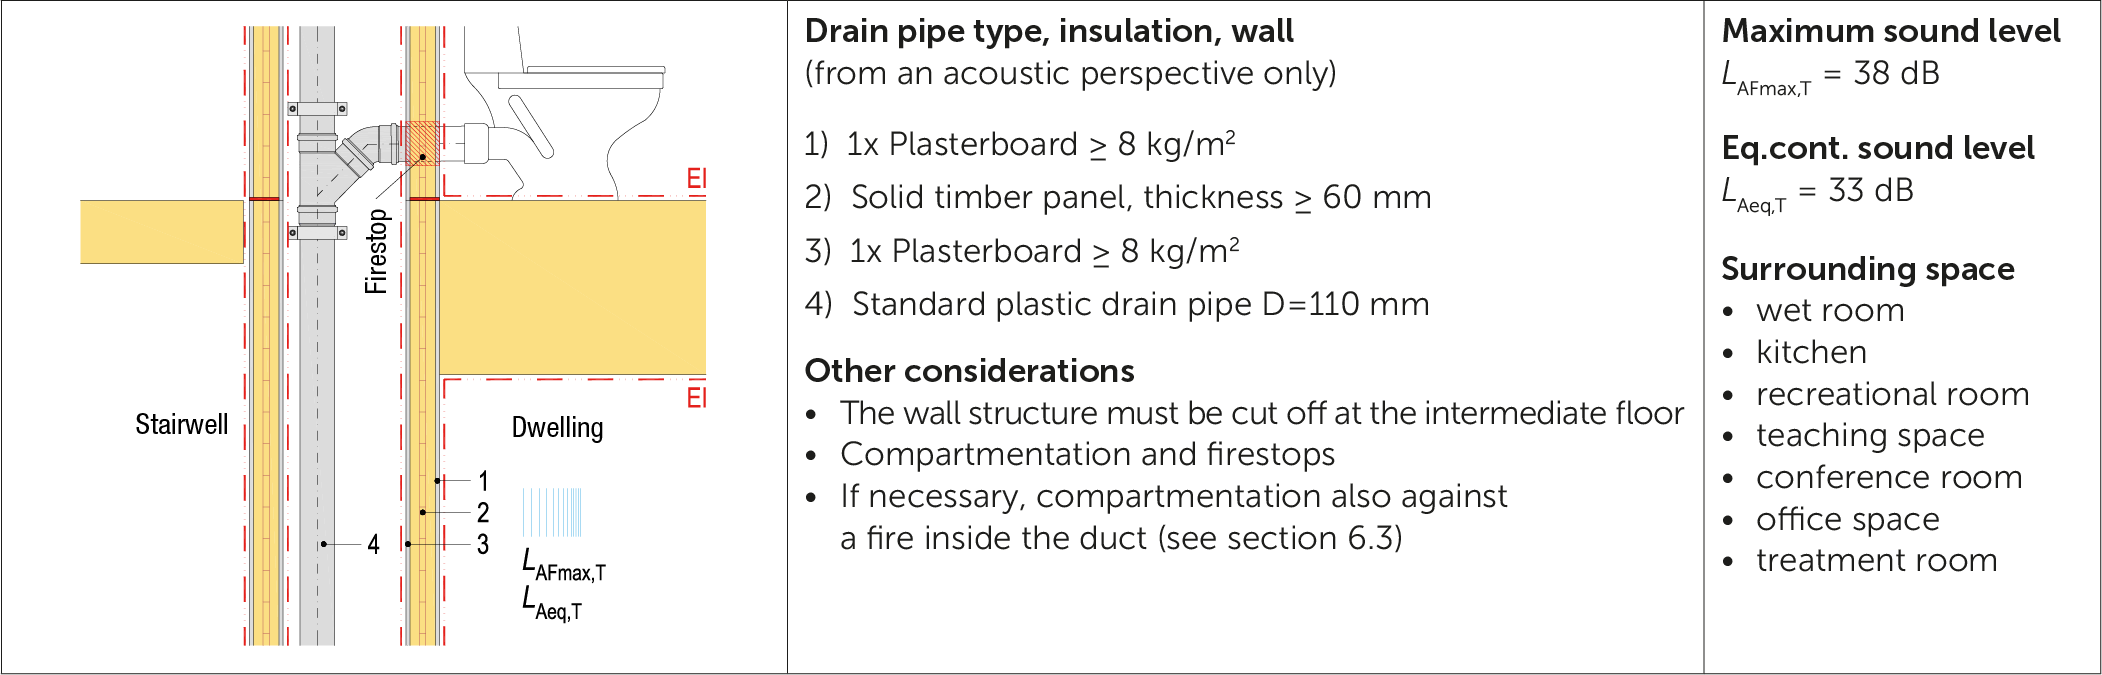 EI
Firestop
EI
Stairwell
Dwelling
1
2
3
4
LAFmax,T
LAeq,T
Drain pipe type, insulation, wall
(from an acoustic perspective only)
1) 1x Plasterboard ≥ 8 kg/m²
2) Solid timber panel, thickness ≥ 60 mm
3) 1x Plasterboard ≥ 8 kg/m²
4) Standard plastic drain pipe D=110 mm
Other considerations
• The wall structure must be cut off at the intermediate floor
• Compartmentation and firestops
• If necessary, compartmentation also against
a fire inside the duct (see section 6.3)
Maximum sound level
LAFmax,T = 38 dB
Eq.cont. sound level
LAeq,T = 33 dB
Surrounding space
• wet room
• kitchen
• recreational room
• teaching space
• conference room
• office space
• treatment room